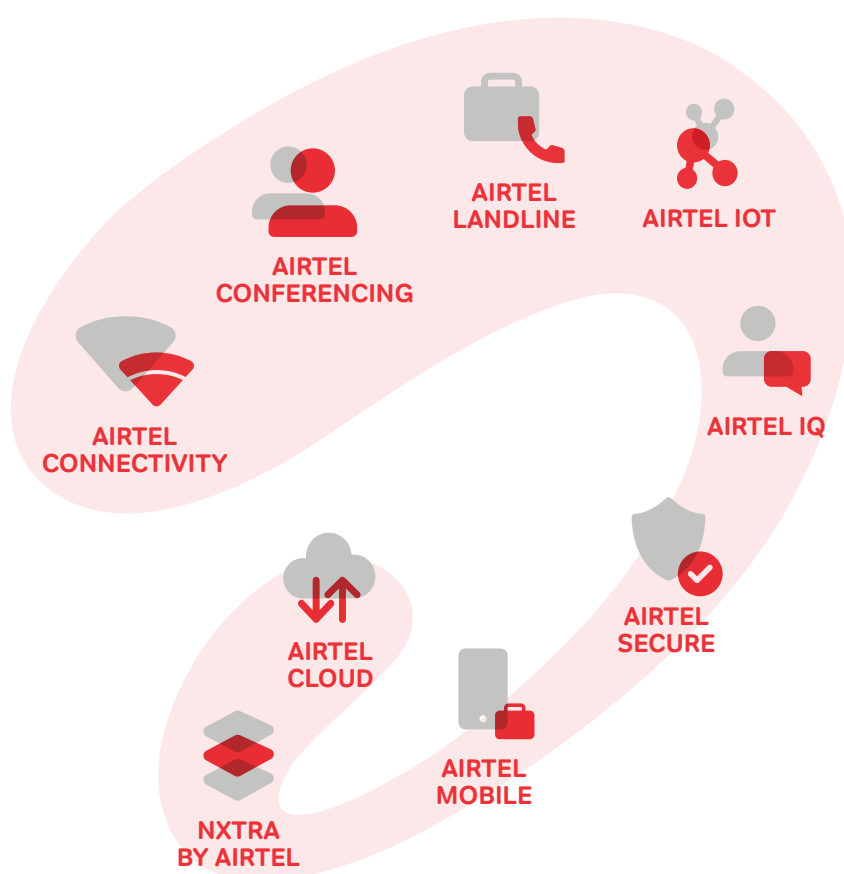 AIRTEL
LANDLINE
AIRTEL IOT
AIRTEL
CONFERENCING
AIRTEL IQ
AIRTEL
CONNECTIVITY
AIRTEL
SECURE
AIRTEL
CLOUD
AIRTEL
MOBILE
NXTRA
BY AIRTEL